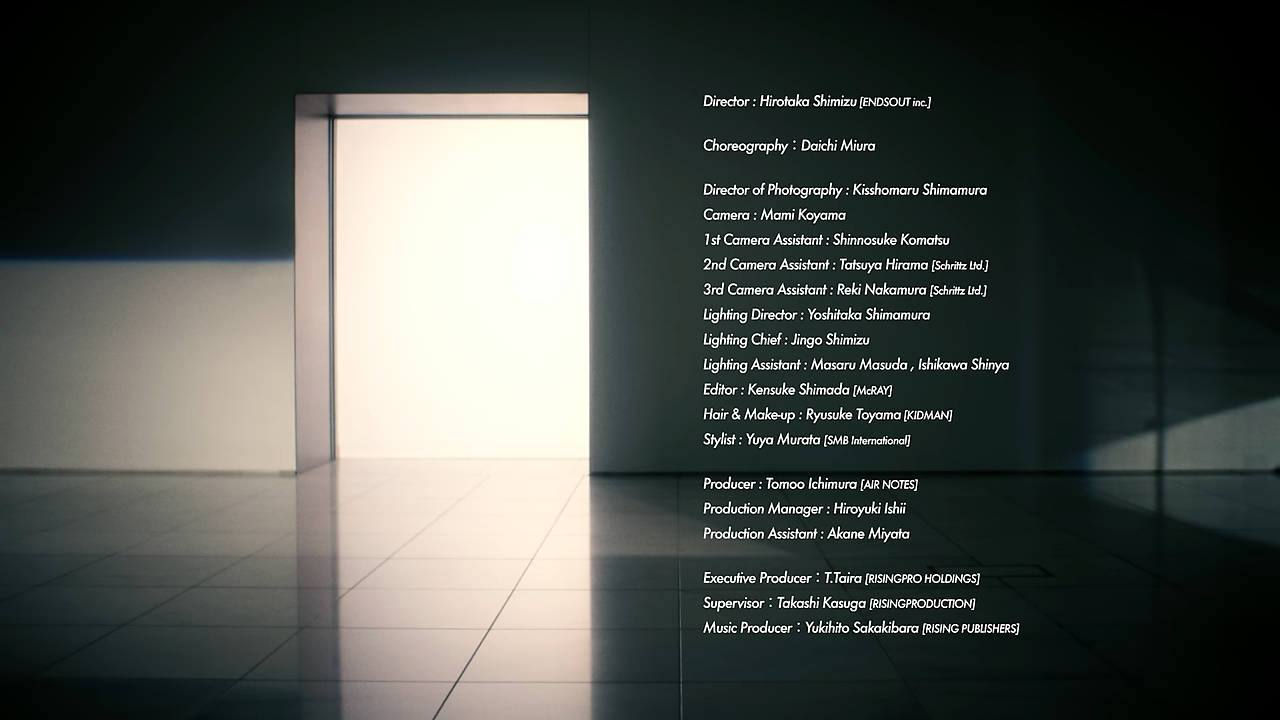 Director : Hirotaka Shimizu [ENDSOUT inc.]
Choreography : Daichi Miura
Director of Photography : Kisshomaru Shimamura
Camera : Mami Koyama
1st Camera Assistant : Shinnosuke Komatsu
2nd Camera Assistant : Tatsuya Hirama [Schrittz Ltd.]
3rd Camera Assistant : Reki Nakamura [Schrittz Ltd.]
Lighting Director : Yoshitaka Shimamura
Lighting Chief : Jingo Shimizu
Lighting Assistant : Masaru Masuda , Ishikawa Shinya
Editor : Kensuke Shimada [McRAY]
Hair & Make-up : Ryusuke Toyama [KIDMAN]
Stylist : Yuya Murata [SMB International]
Producer : Tomoo Ichimura [AIR NOTES]
Production Manager : Hiroyuki Ishii
Production Assistant : Akane Miyata
Executive Producer : T.Taira [RISINGPRO HOLDINGS]
Supervisor : Takashi Kasuga [RISINGPRODUCTION]
Music Producer : Yukihito Sakakibara [RISING PUBLISHERS]